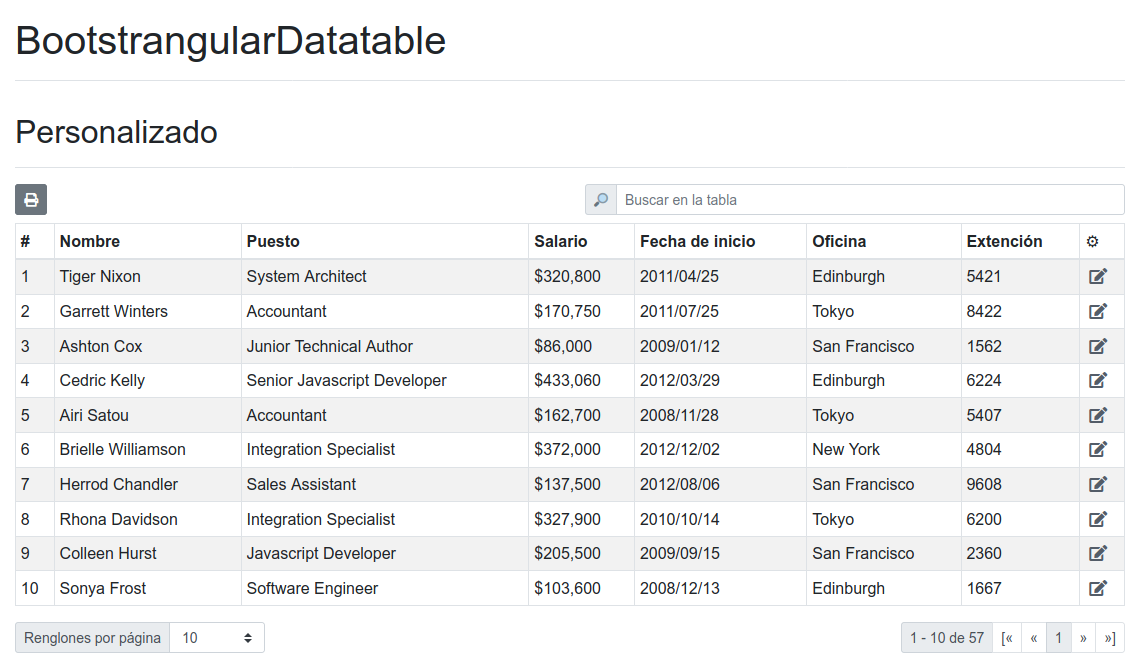 BootstrangularDatatable
Personalizado
Buscar en la tabla
# Nombre Puesto Salario Fecha de inicio Oficina Extención
1 Tiger Nixon System Architect $320,800 2011/04/25 Edinburgh 5421
2 Garrett Winters Accountant $170,750 2011/07/25 Tokyo 8422
3 Ashton Cox Junior Technical Author $86,000 2009/01/12 San Francisco 1562
4 Cedric Kelly Senior Javascript Developer $433,060 2012/03/29 Edinburgh 6224
5 Airi Satou Accountant $162,700 2008/11/28 Tokyo 5407
6 Brielle Williamson Integration Specialist $372,000 2012/12/02 New York 4804
7 Herrod Chandler Sales Assistant $137,500 2012/08/06 San Francisco 9608
8 Rhona Davidson Integration Specialist $327,900 2010/10/14 Tokyo 6200
9 Colleen Hurst Javascript Developer $205,500 2009/09/15 San Francisco 2360
10 Sonya Frost Software Engineer $103,600 2008/12/13 Edinburgh 1667
Renglones por página 10 1 - 10 de 57 [« « 1 » »]